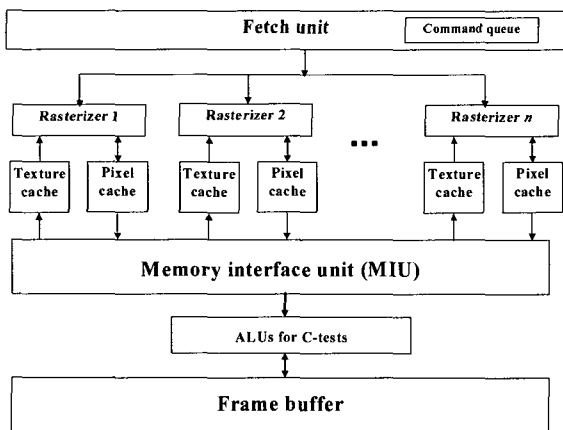 Fetch unit
Command queue
Rasterizer 1
Rasterizer 2
Rasterizer n
Texture cache
Pixel cache
Texture cache
Pixel cache
Texture cache
Pixel cache
Memory interface unit (MIU)
ALUs for C-tests
Frame buffer